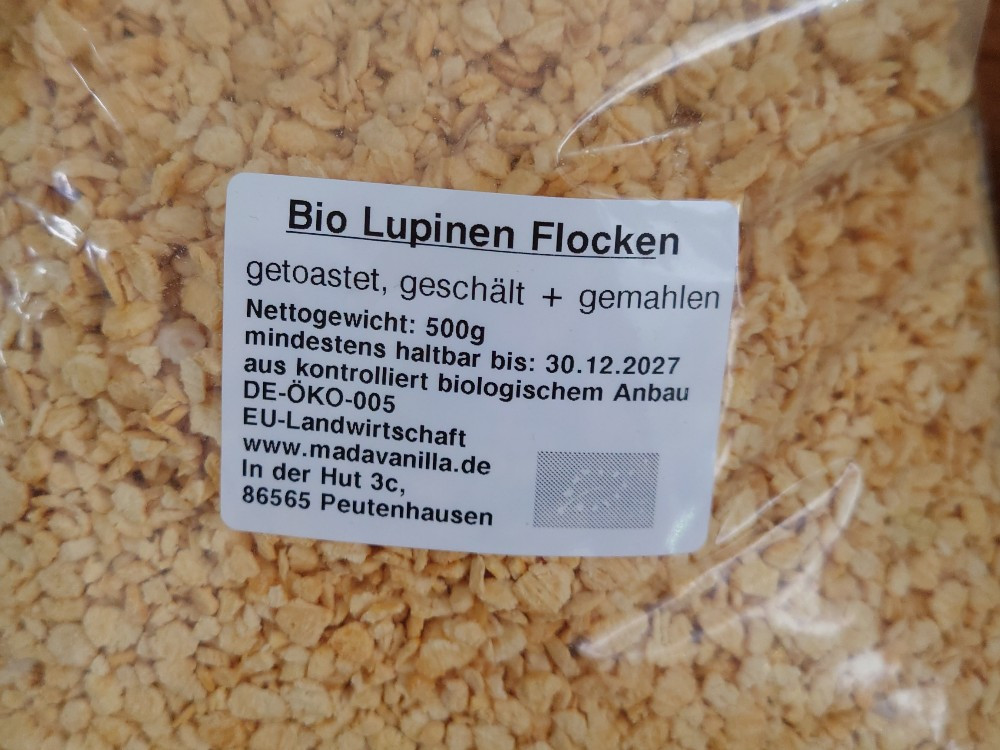 Bio Lupinen Flocken
getoastet, geschält + gemahlen
Nettogewicht: 500g
mindestens haltbar bis: 30.12.2027
aus kontrolliert biologischem Anbau
DE-ÖKO-005
EU-Landwirtschaft
www.madavanilla.de
In der Hut 3c,
86565 Peutenhausen